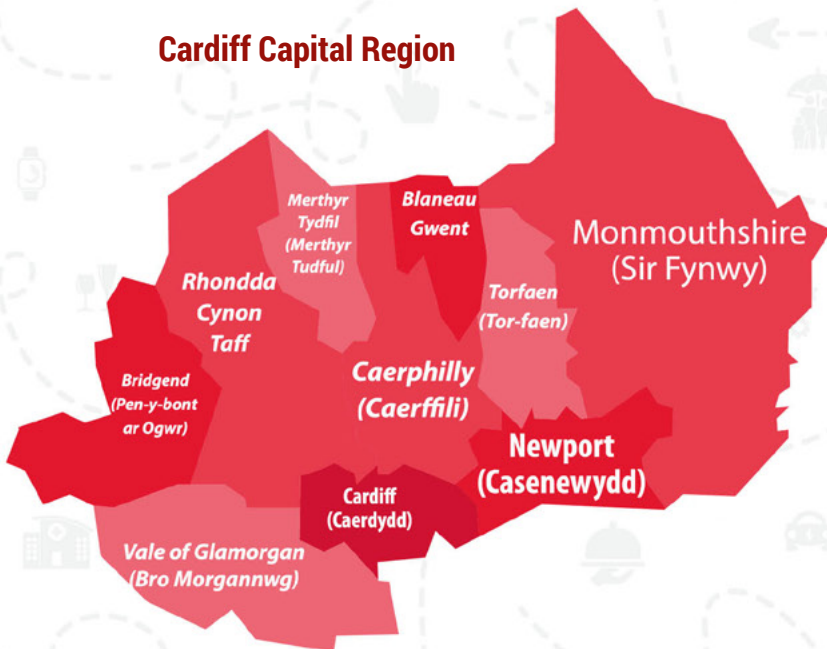 Cardiff Capital Region
Merthyr
Tydfil
(Merthyr
Tudful)
Blaneau
Gwent
Monmouthshire
(Sir Fynwy)
Rhondda
Cynon
Taff
Torfaen
(Tor-faen)
Bridgend
(Pen-y-bont
ar Ogwr)
Caerphilly
(Caerffili)
Newport
(Casenewydd)
Cardiff
(Caerdydd)
Vale of Glamorgan
(Bro Morgannwg)